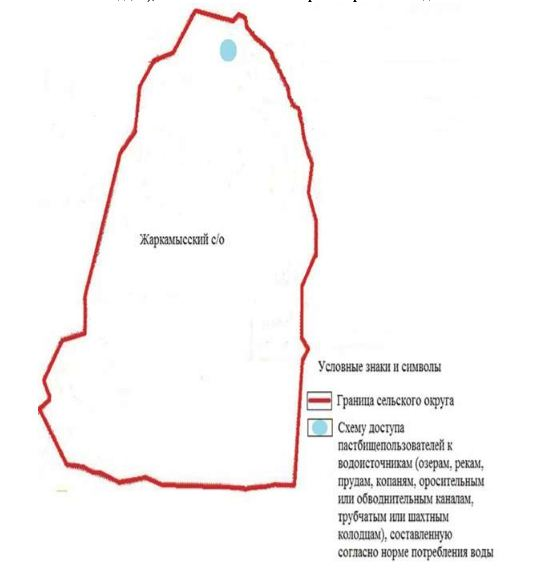 Жаркамысский с/о
Условные знаки и символы
Граница сельского округа
Схему доступа
пастбищепользователей к
водоисточникам (озерам, рекам,
прудам, копаням, оросительным
или обводнительным каналам,
трубчатым или шахтным
колодцам), составленную
согласно норме потребления воды